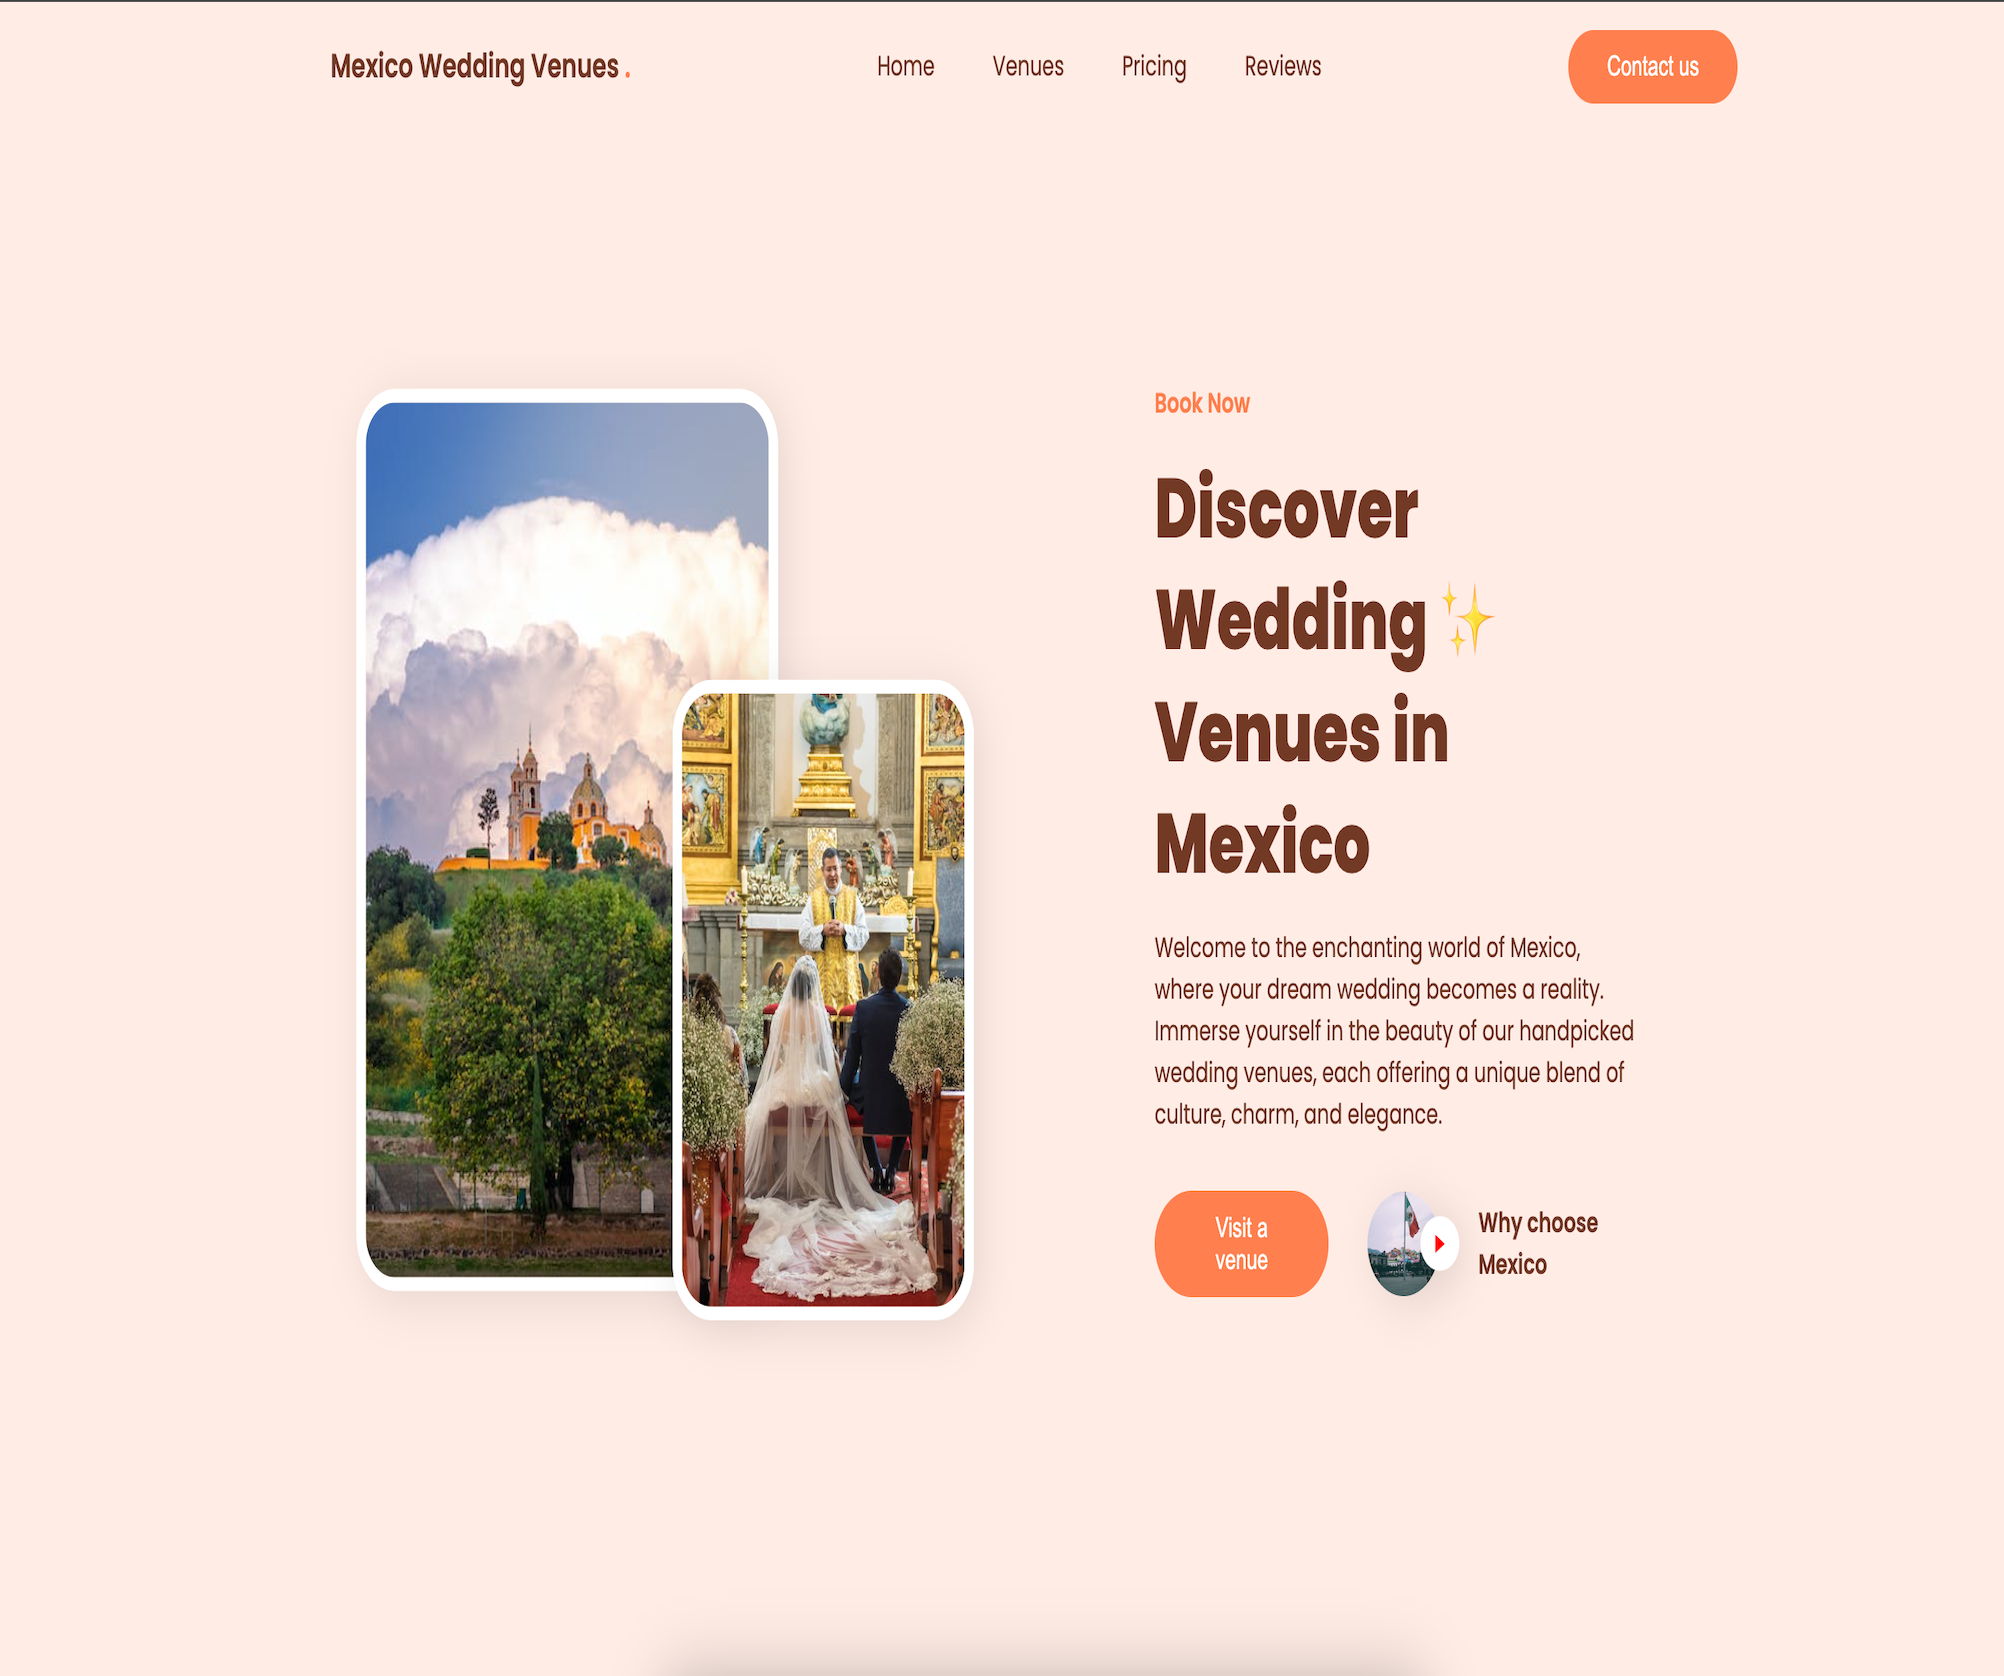 Mexico Wedding Venues .
Home
Venues
Pricing
Reviews
Contact us
Book Now
Discover
Wedding ✨
Venues in
Mexico
Welcome to the enchanting world of Mexico,
where your dream wedding becomes a reality.
Immerse yourself in the beauty of our handpicked
wedding venues, each offering a unique blend of
culture, charm, and elegance.
Visit a
venue
Why choose
Mexico